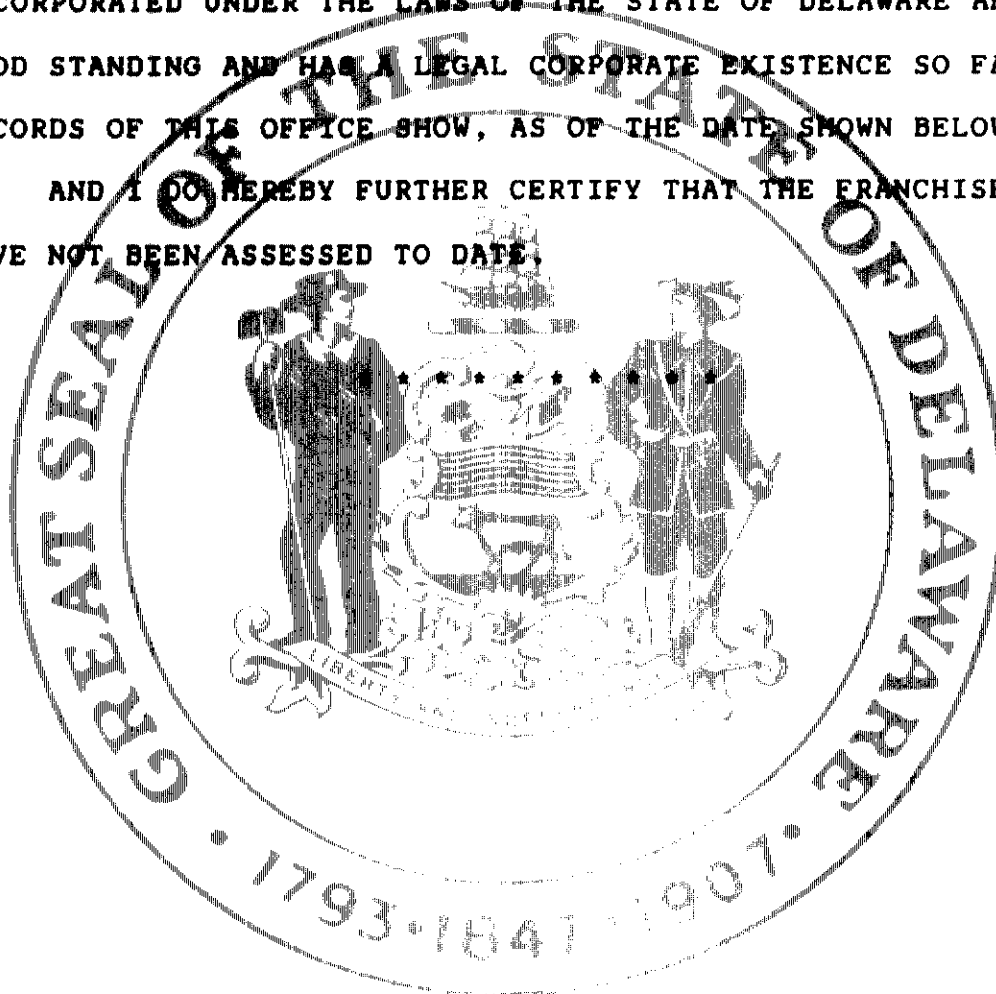 CORPORATED UNDER THE LAWS OF THE STATE OF DELAWARE A
OD STANDING AND HAS A LEGAL CORPORATE EXISTENCE SO FA
CORDS OF THIS OFFICE SHOW, AS OF THE DATE SHOWN BELOW
AND I DO HEREBY FURTHER CERTIFY THAT THE FRANCHISE
VE NOT BEEN ASSESSED TO DATE.
* * * * * * * * * *
GREAT SEAL OF THE STATE OF DELAWARE
LIBERTY AND
• 1793 • 1847 • 1907 •